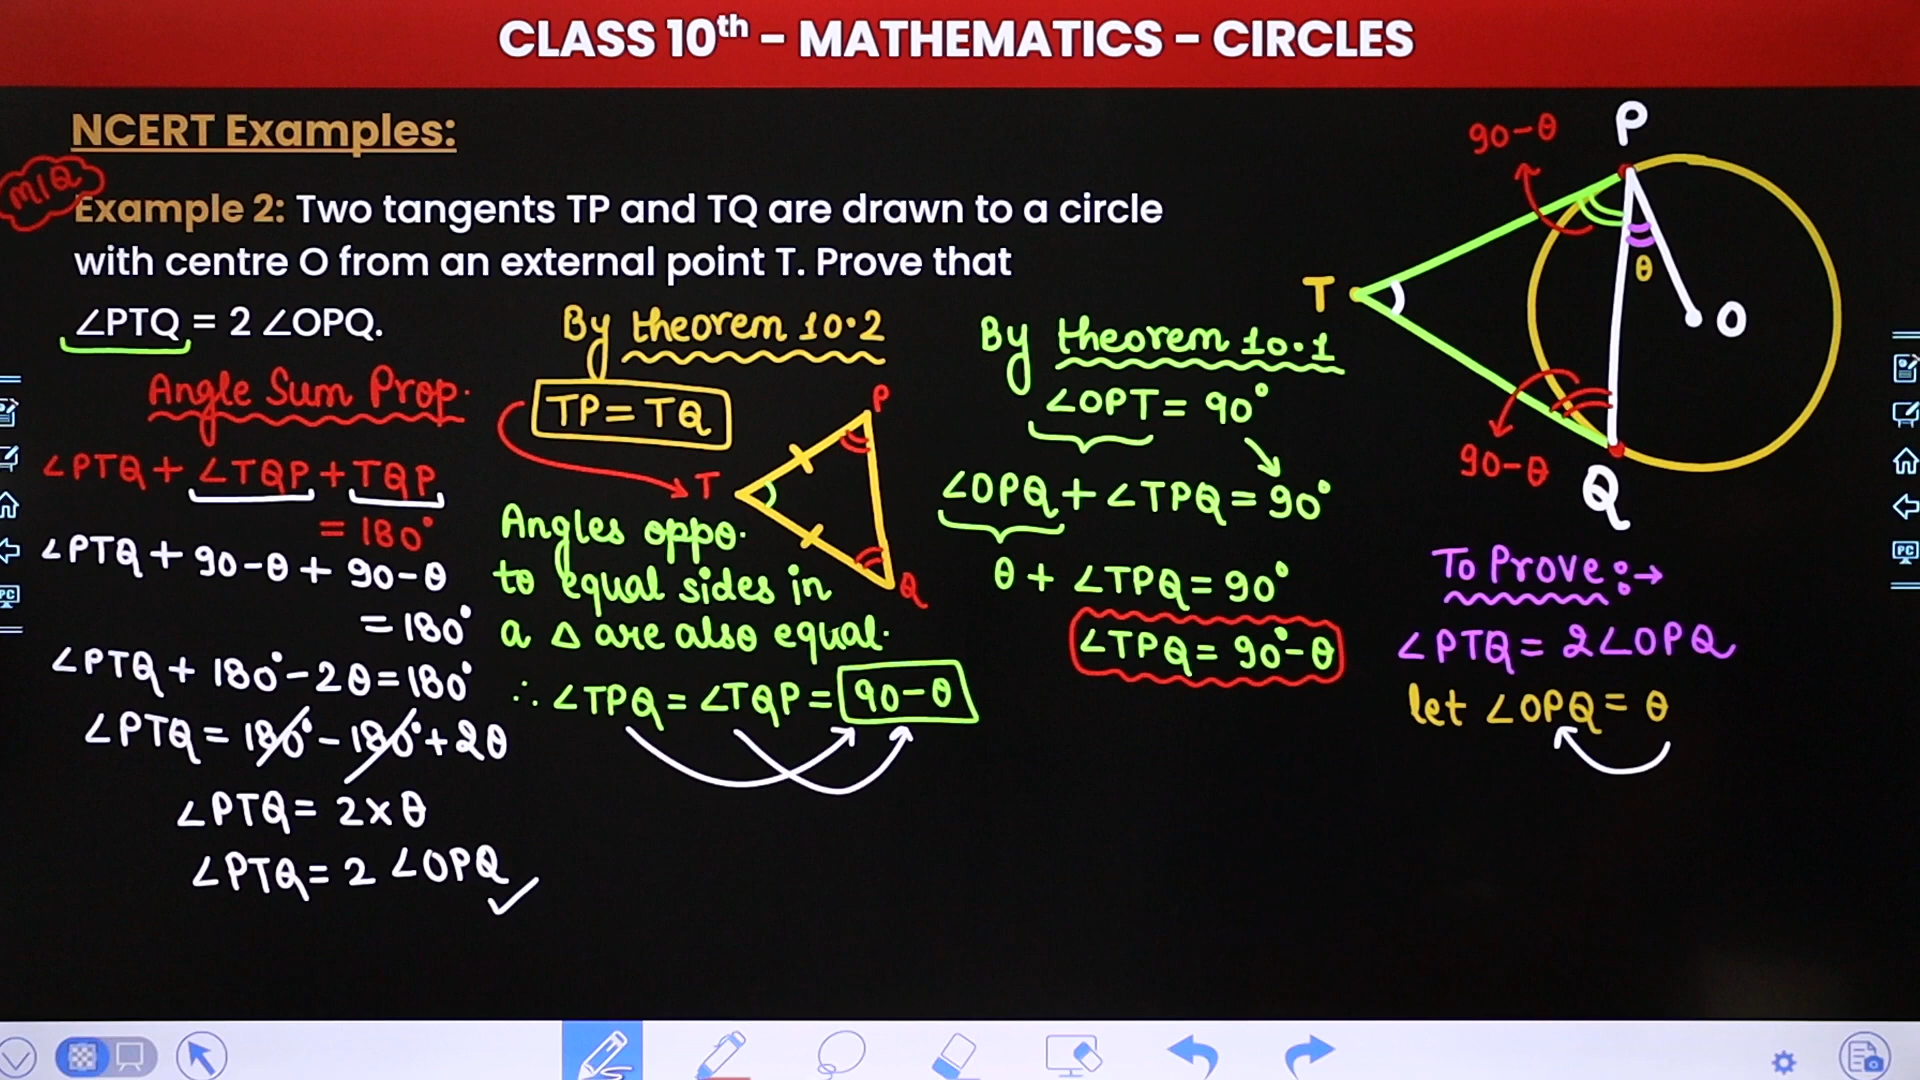 CLASS 10th - MATHEMATICS - CIRCLES
NCERT Examples:
MIQ
Example 2: Two tangents TP and TQ are drawn to a circle
with centre O from an external point T. Prove that
∠PTQ = 2 ∠OPQ.
Angle Sum Prop.
∠PTQ + ∠TQP + TQP
= 180°
∠PTQ + 90-θ + 90-θ
= 180°
∠PTQ + 180° - 2θ = 180°
∠PTQ = 180° - 180° + 2θ
∠PTQ = 2 x θ
∠PTQ = 2 ∠OPQ
By theorem 10.2
TP = TQ
P
T
Q
Angles oppo.
to equal sides in
a Δ are also equal.
∴ ∠TPQ = ∠TQP = 90-θ
By theorem 10.1
∠OPT = 90°
∠OPQ + ∠TPQ = 90°
θ + ∠TPQ = 90°
∠TPQ = 90° - θ
90-θ
P
T
θ
O
90-θ
Q
To Prove :→
∠PTQ = 2∠OPQ
let ∠OPQ = θ
PC
PC